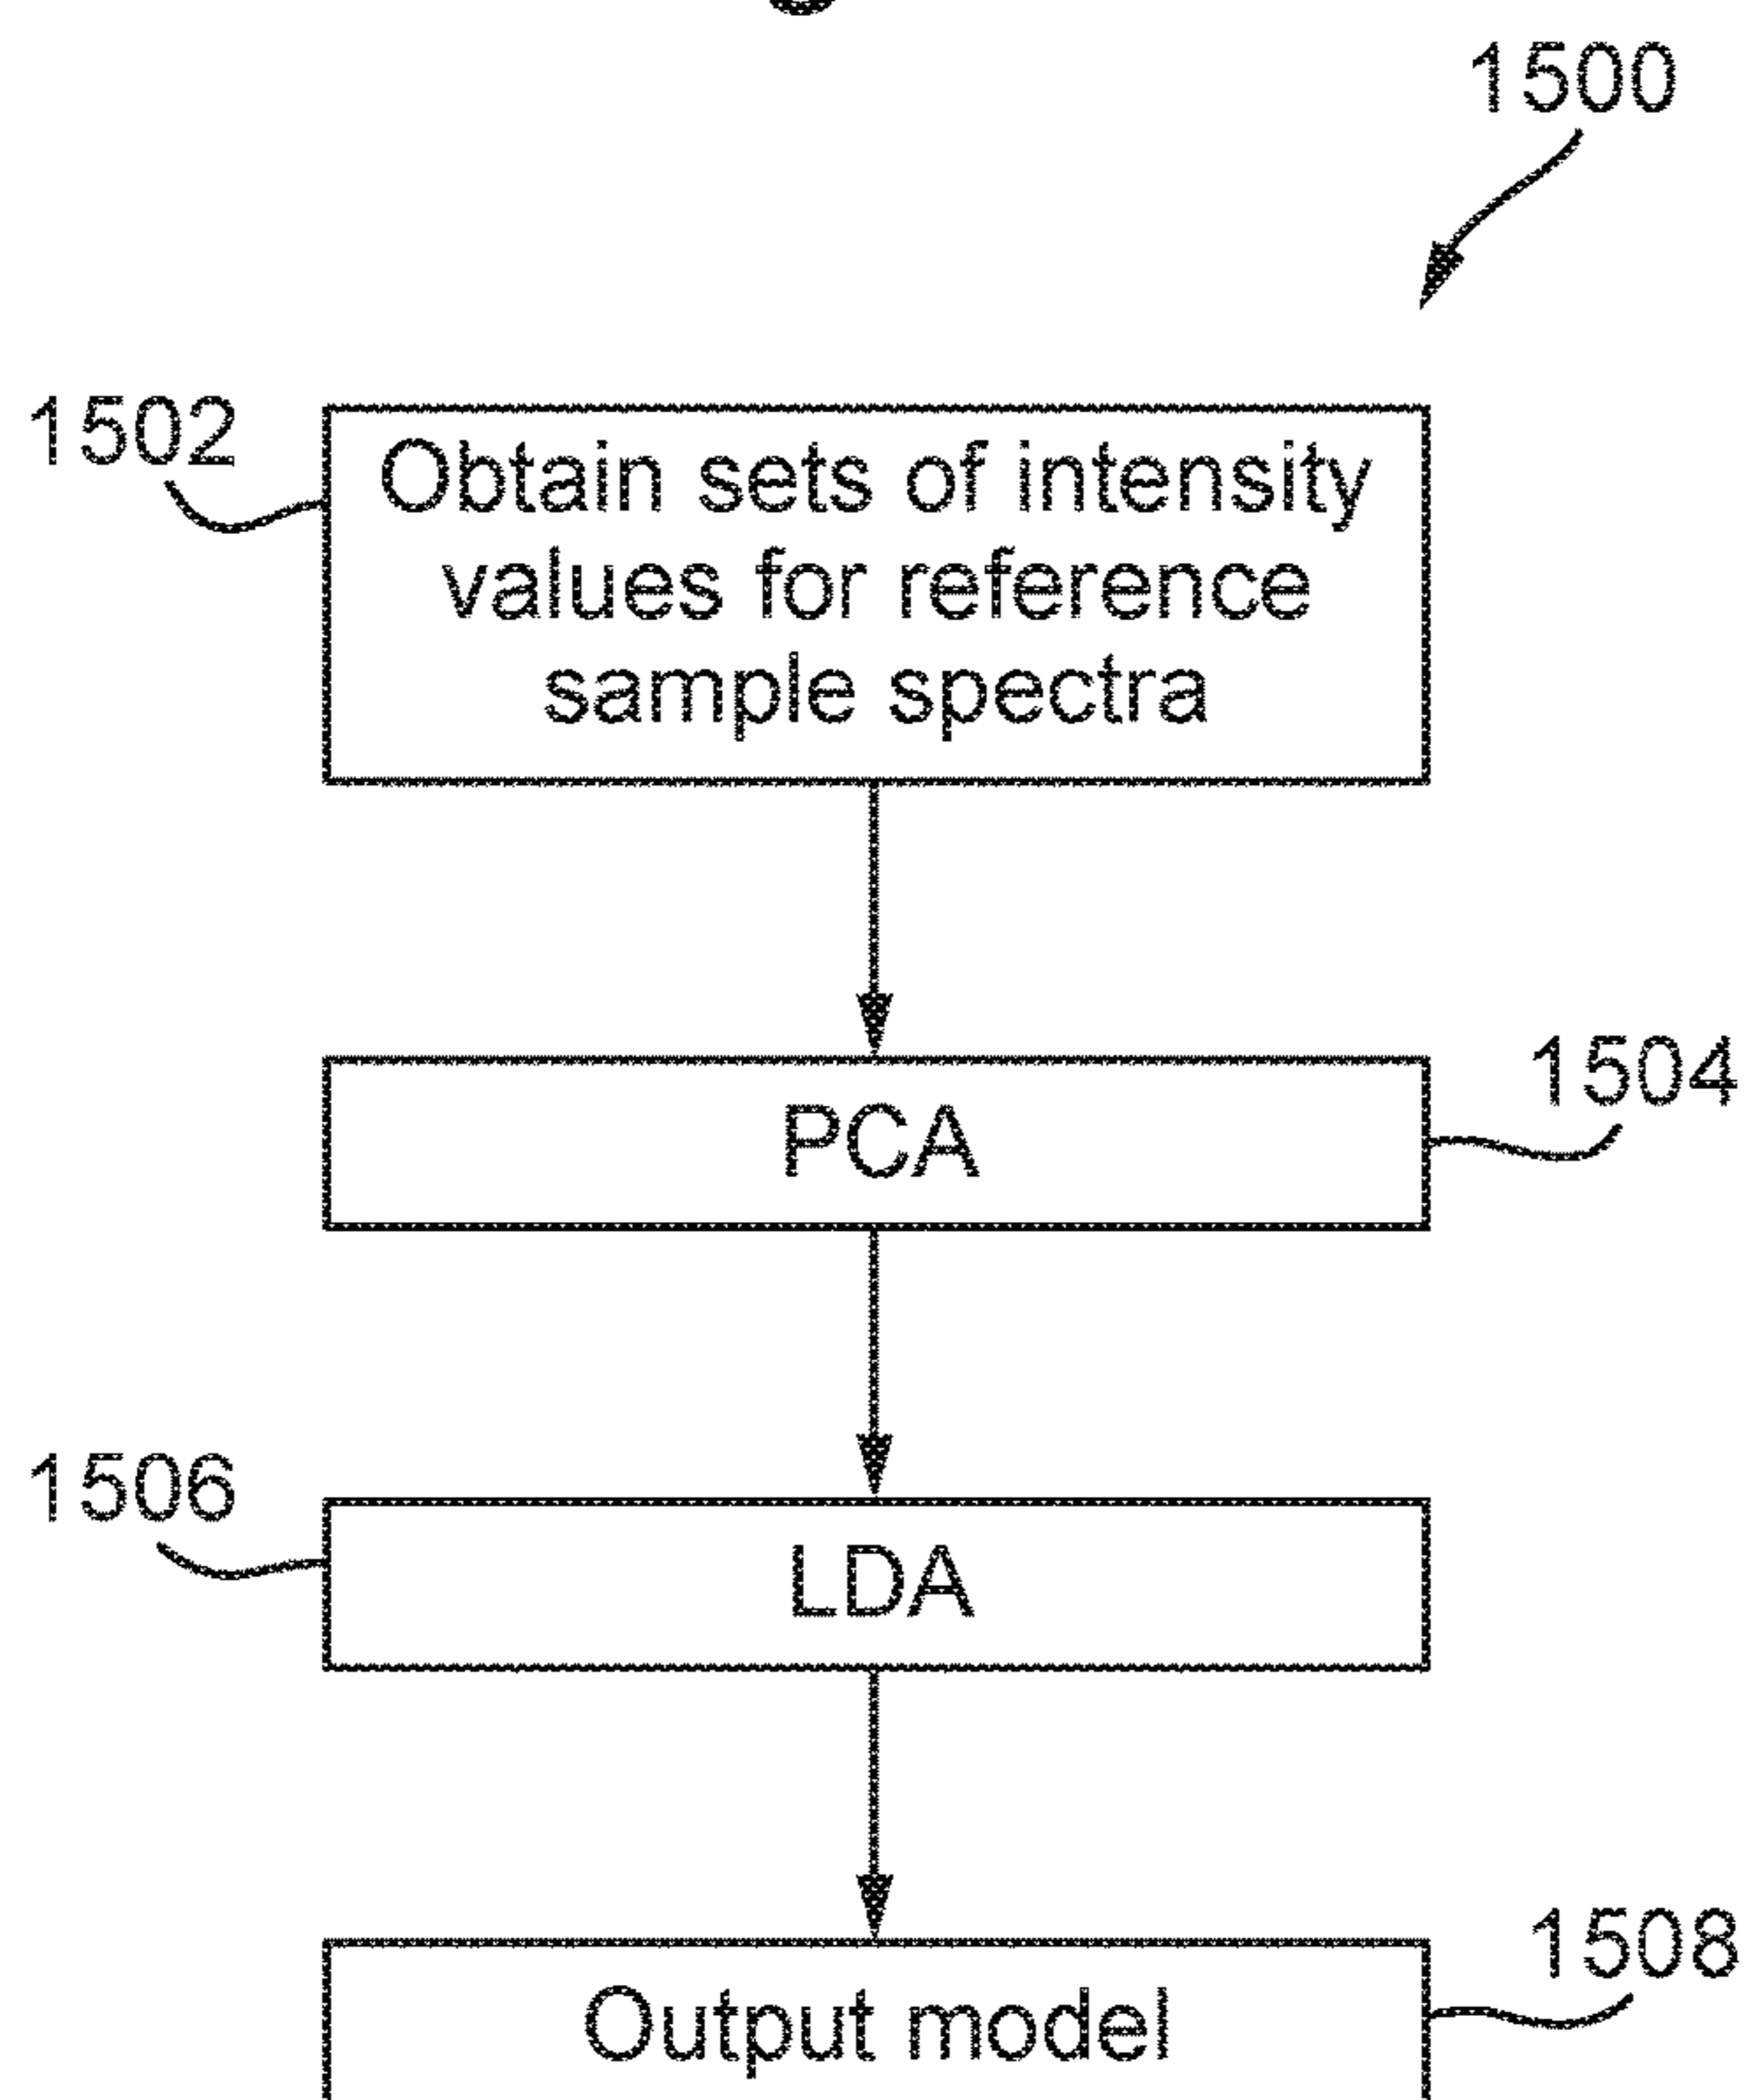 1500
1502
Obtain sets of intensity
values for reference
sample spectra
1504
PCA
1506
LDA
1508
Output model